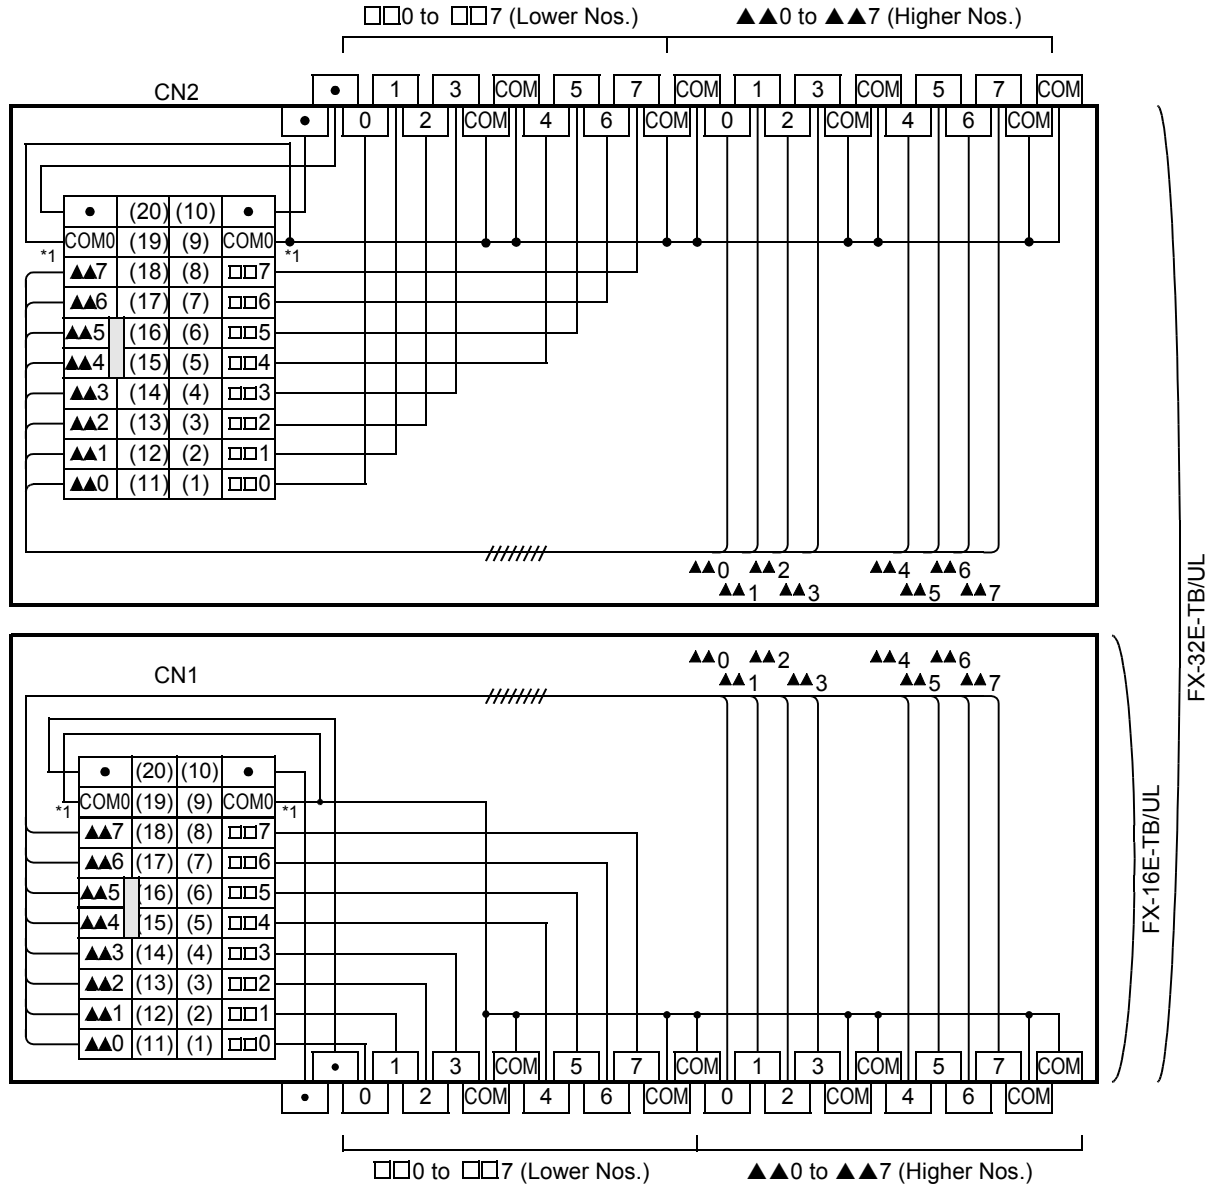 □□0 to □□7 (Lower Nos.) ▲▲0 to ▲▲7 (Higher Nos.)
CN2
● 1 3 COM 5 7 COM 1 3 COM 5 7 COM
● 0 2 COM 4 6 COM 0 2 COM 4 6 COM
● (20) (10) ●
COM0 (19) (9) COM0
*1 *1
▲▲7 (18) (8) □□7
▲▲6 (17) (7) □□6
▲▲5 (16) (6) □□5
▲▲4 (15) (5) □□4
▲▲3 (14) (4) □□3
▲▲2 (13) (3) □□2
▲▲1 (12) (2) □□1
▲▲0 (11) (1) □□0
▲▲0 ▲▲2 ▲▲4 ▲▲6
▲▲1 ▲▲3 ▲▲5 ▲▲7
FX-32E-TB/UL
CN1
▲▲0 ▲▲2 ▲▲4 ▲▲6
▲▲1 ▲▲3 ▲▲5 ▲▲7
● (20) (10) ●
COM0 (19) (9) COM0
*1 *1
▲▲7 (18) (8) □□7
▲▲6 (17) (7) □□6
▲▲5 (16) (6) □□5
▲▲4 (15) (5) □□4
▲▲3 (14) (4) □□3
▲▲2 (13) (3) □□2
▲▲1 (12) (2) □□1
▲▲0 (11) (1) □□0
FX-16E-TB/UL
● 1 3 COM 5 7 COM 1 3 COM 5 7 COM
● 0 2 COM 4 6 COM 0 2 COM 4 6 COM
□□0 to □□7 (Lower Nos.) ▲▲0 to ▲▲7 (Higher Nos.)